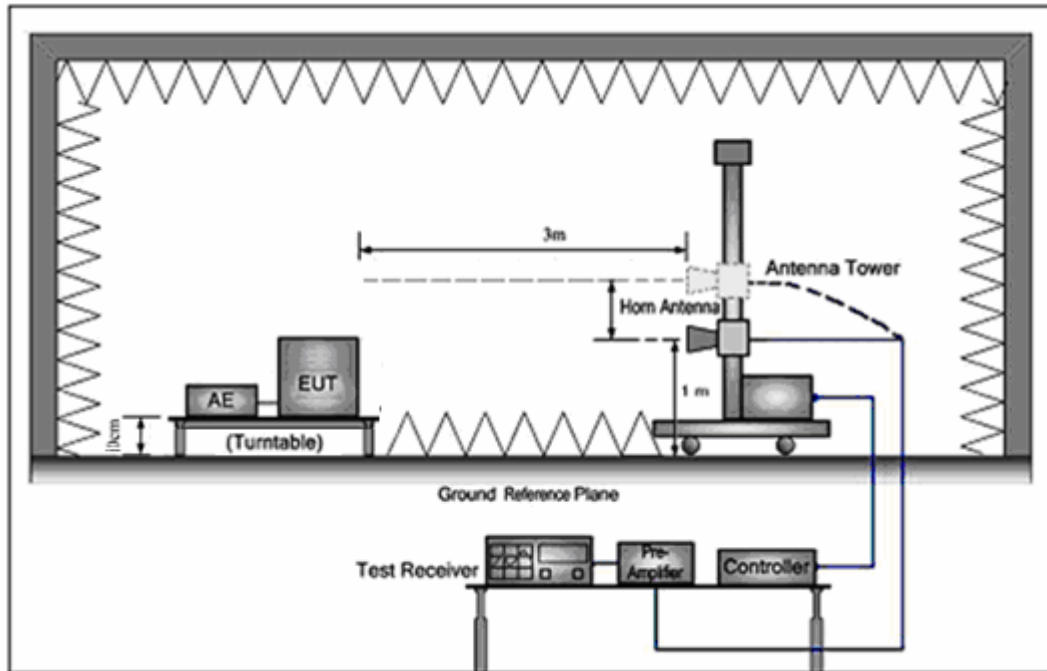 3m
Antenna Tower
Horn Antenna
1 m
EUT
AE
(Turntable)
Ground Reference Plane
Test Receiver
Pre-
Amplifier
Controller